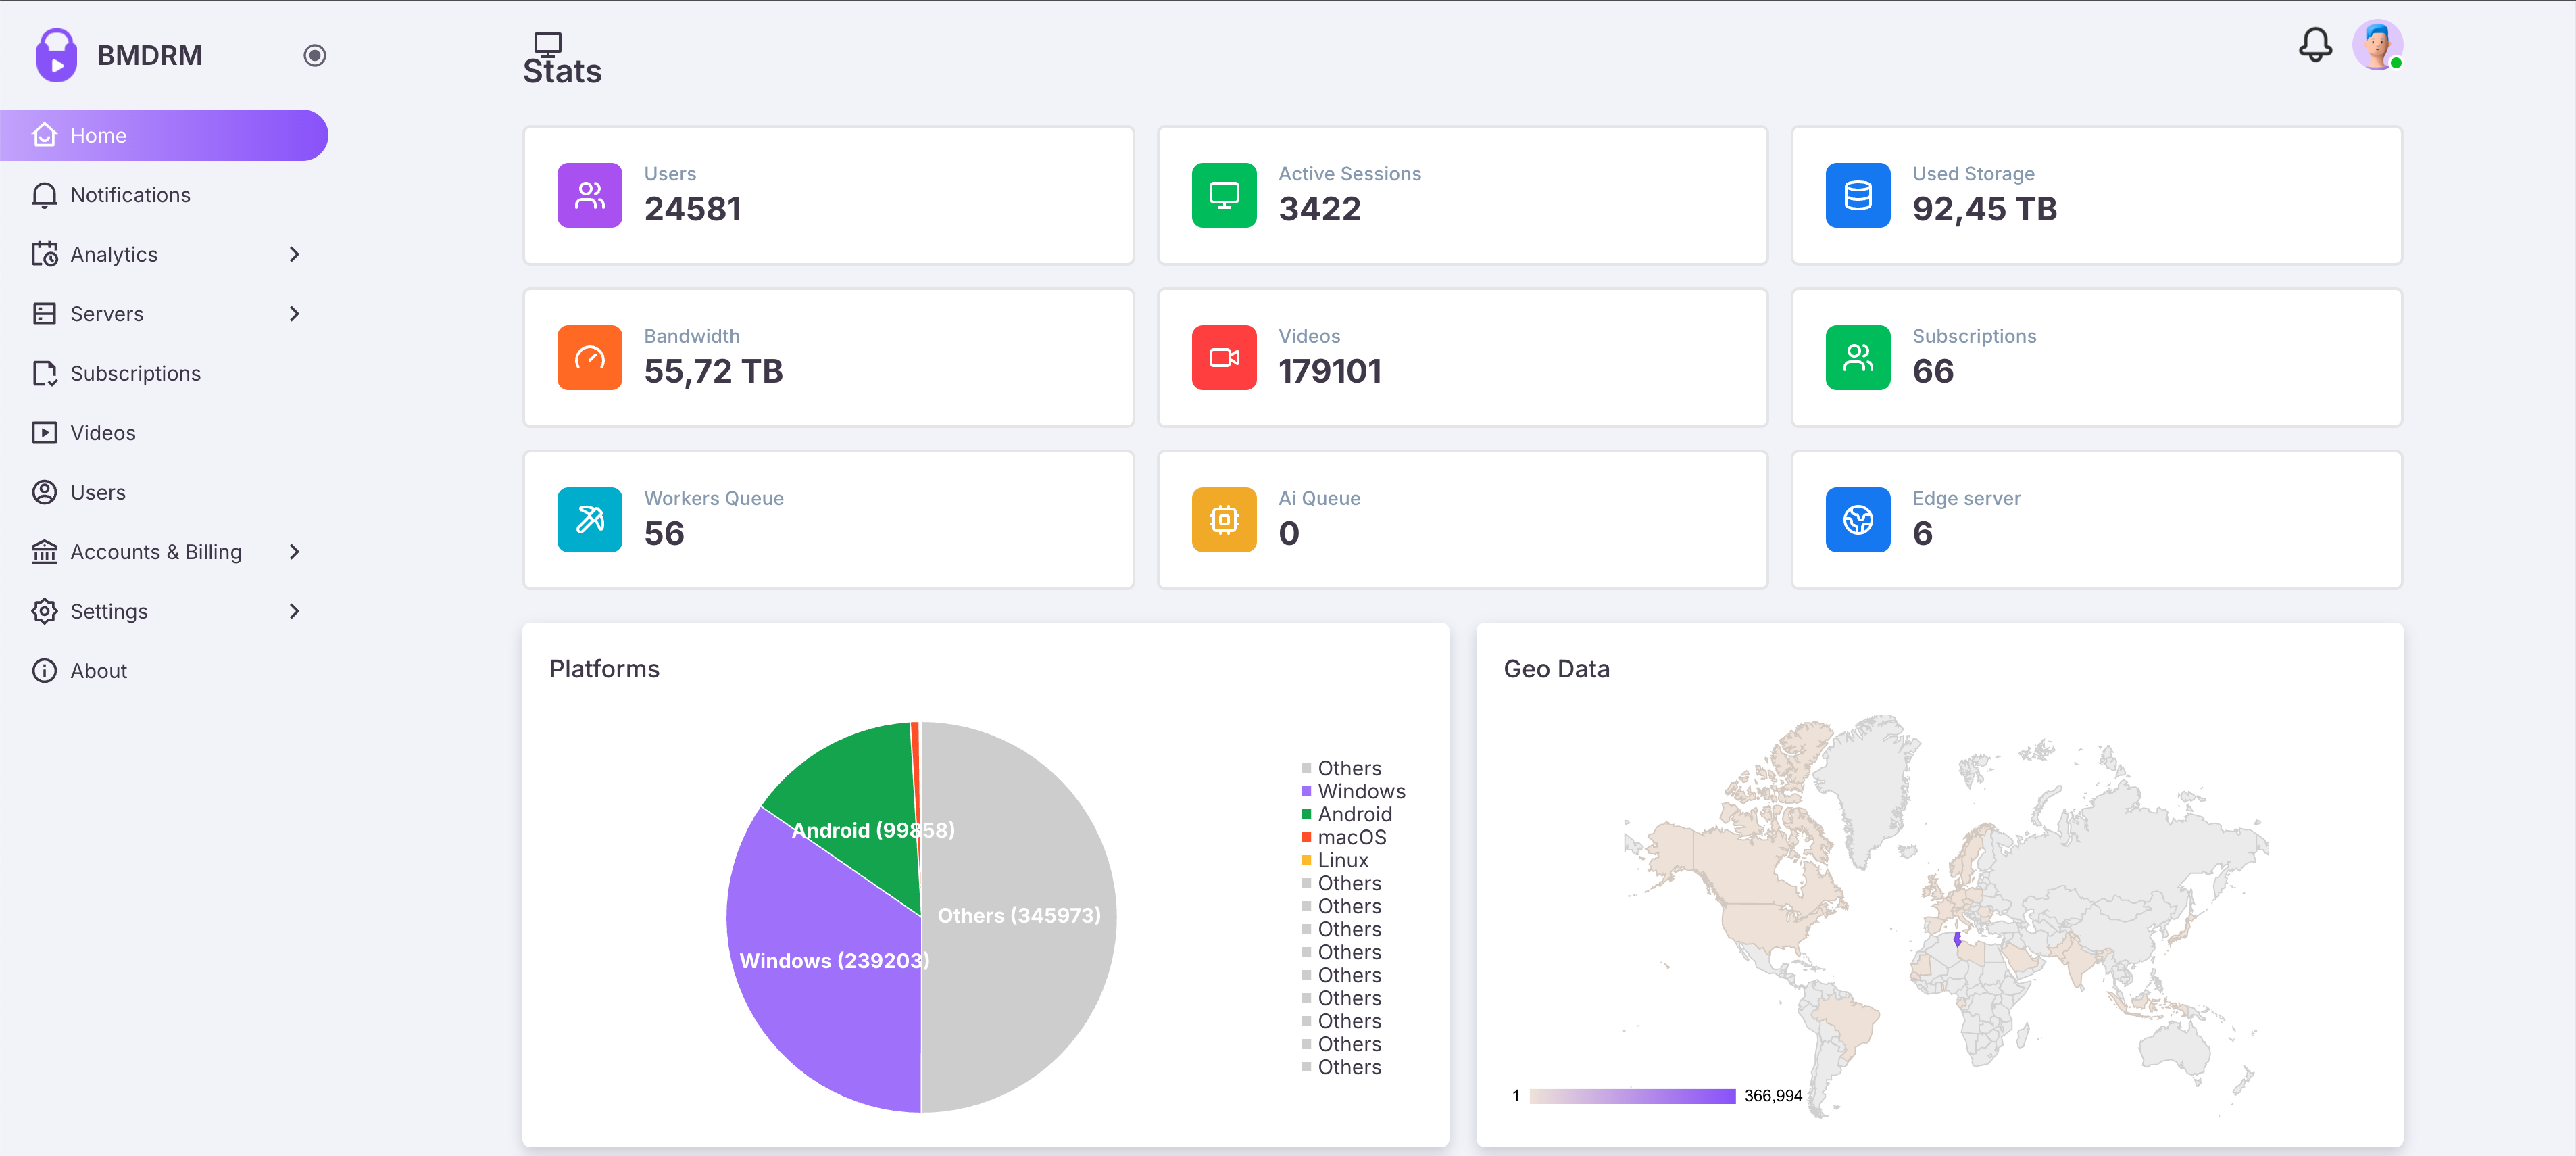 BMDRM
Home
Notifications
Analytics
Servers
Subscriptions
Videos
Users
Accounts & Billing
Settings
About
Stats
Users
24581
Active Sessions
3422
Used Storage
92,45 TB
Bandwidth
55,72 TB
Videos
179101
Subscriptions
66
Workers Queue
56
Ai Queue
0
Edge server
6
Platforms
Android (99858)
Others (345973)
Windows (239203)
Others
Windows
Android
macOS
Linux
Others
Others
Others
Others
Others
Others
Others
Others
Others
Geo Data
1
366,994